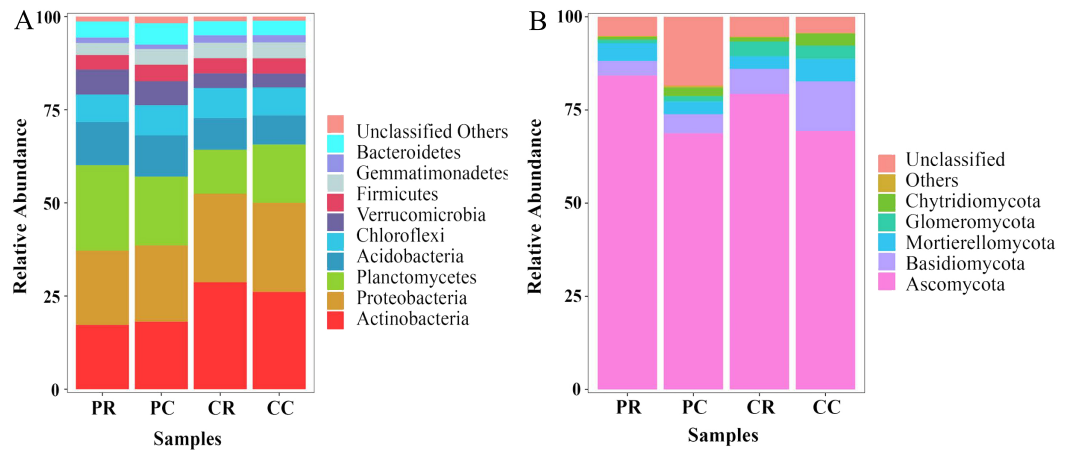 A
100
75
50
25
0
Relative Abundance
PR PC CR CC
Samples
Unclassified Others
Bacteroidetes
Gemmatimonadetes
Firmicutes
Verrucomicrobia
Chloroflexi
Acidobacteria
Planctomycetes
Proteobacteria
Actinobacteria
B
100
75
50
25
0
Relative Abundance
PR PC CR CC
Samples
Unclassified
Others
Chytridiomycota
Glomeromycota
Mortierellomycota
Basidiomycota
Ascomycota